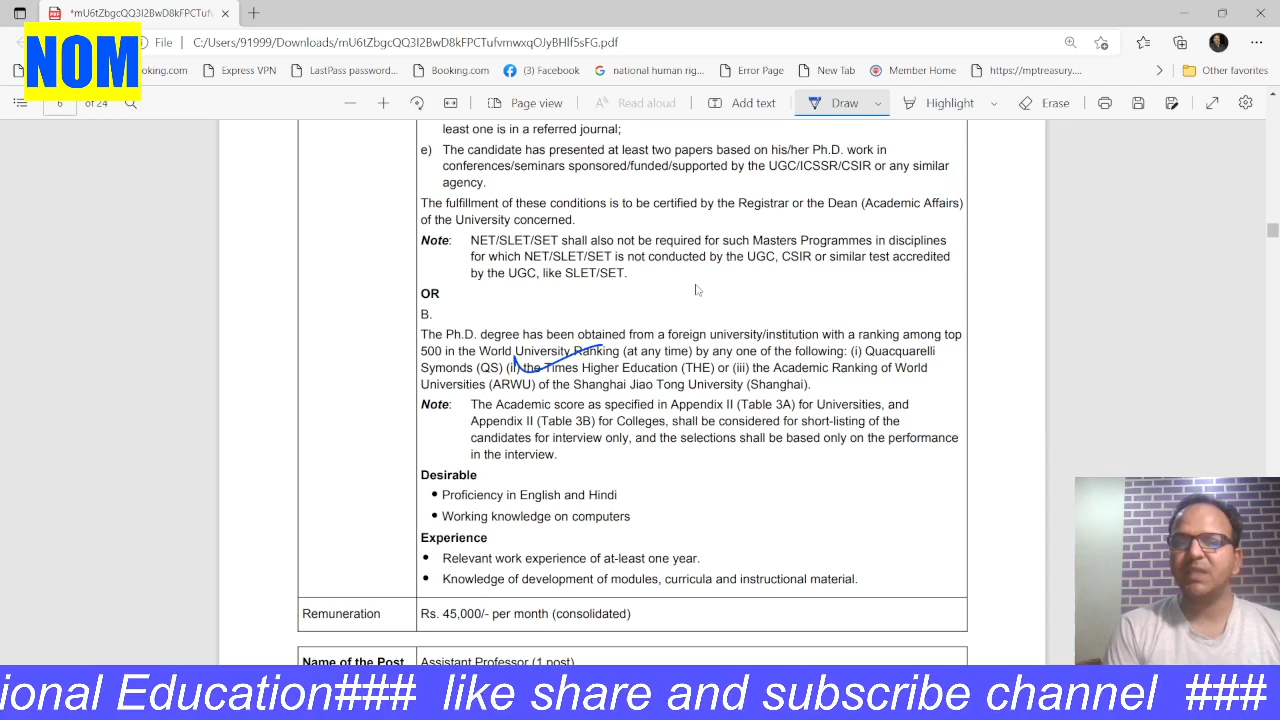 *mU6tZbgcQQ3I2BwD8kFPCTufvr
NOM
File
C:/Users/91999/Downloads/mU6tZbgcQQ3I2BwD8kFPCTufvmwxqOJyBHlf5sFG.pdf
ooking.com
Express VPN
LastPass password...
Booking.com
(3) Facebook
national human rig...
Error Page
New Tab
Member Home
https://mptreasury....
Other favorites
6
of 24
Page view
Read aloud
Add text
Draw
Highlight
Erase
least one is in a referred journal;
e) The candidate has presented at least two papers based on his/her Ph.D. work in
conferences/seminars sponsored/funded/supported by the UGC/ICSSR/CSIR or any similar
agency.
The fulfillment of these conditions is to be certified by the Registrar or the Dean (Academic Affairs)
of the University concerned.
Note: NET/SLET/SET shall also not be required for such Masters Programmes in disciplines
for which NET/SLET/SET is not conducted by the UGC, CSIR or similar test accredited
by the UGC, like SLET/SET.
OR
B.
The Ph.D. degree has been obtained from a foreign university/institution with a ranking among top
500 in the World University Ranking (at any time) by any one of the following: (i) Quacquarelli
Symonds (QS) (ii) the Times Higher Education (THE) or (iii) the Academic Ranking of World
Universities (ARWU) of the Shanghai Jiao Tong University (Shanghai).
Note: The Academic score as specified in Appendix II (Table 3A) for Universities, and
Appendix II (Table 3B) for Colleges, shall be considered for short-listing of the
candidates for interview only, and the selections shall be based only on the performance
in the interview.
Desirable
• Proficiency in English and Hindi
• Working knowledge on computers
Experience
• Relevant work experience of at-least one year.
• Knowledge of development of modules, curricula and instructional material.
Remuneration
Rs. 45,000/- per month (consolidated)
Name of the Post
Assistant Professor (1 post)
ional Education### like share and subscribe channel ###